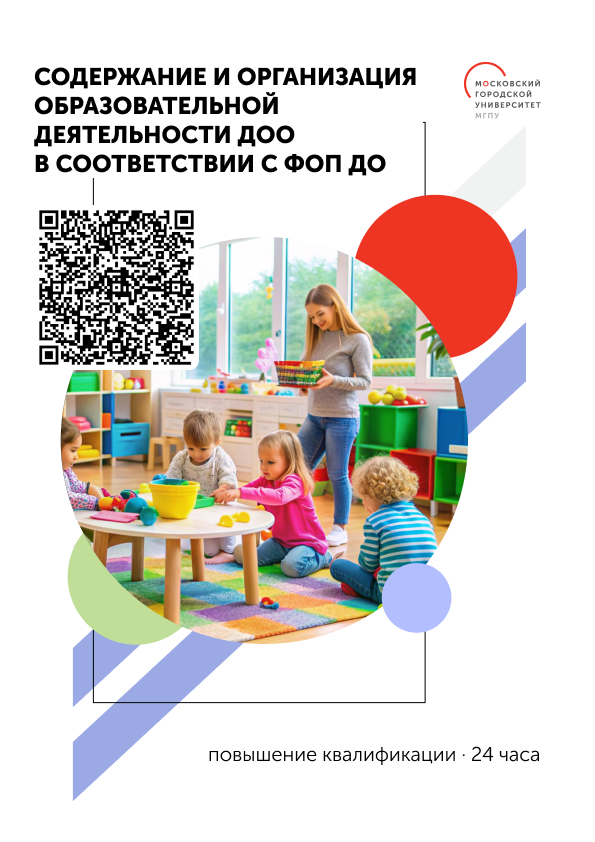 СОДЕРЖАНИЕ И ОРГАНИЗАЦИЯ
ОБРАЗОВАТЕЛЬНОЙ
ДЕЯТЕЛЬНОСТИ ДОО
В СООТВЕТСТВИИ С ФОП ДО
МОСКОВСКИЙ
ГОРОДСКОЙ
УНИВЕРСИТЕТ
МГПУ
повышение квалификации · 24 часа